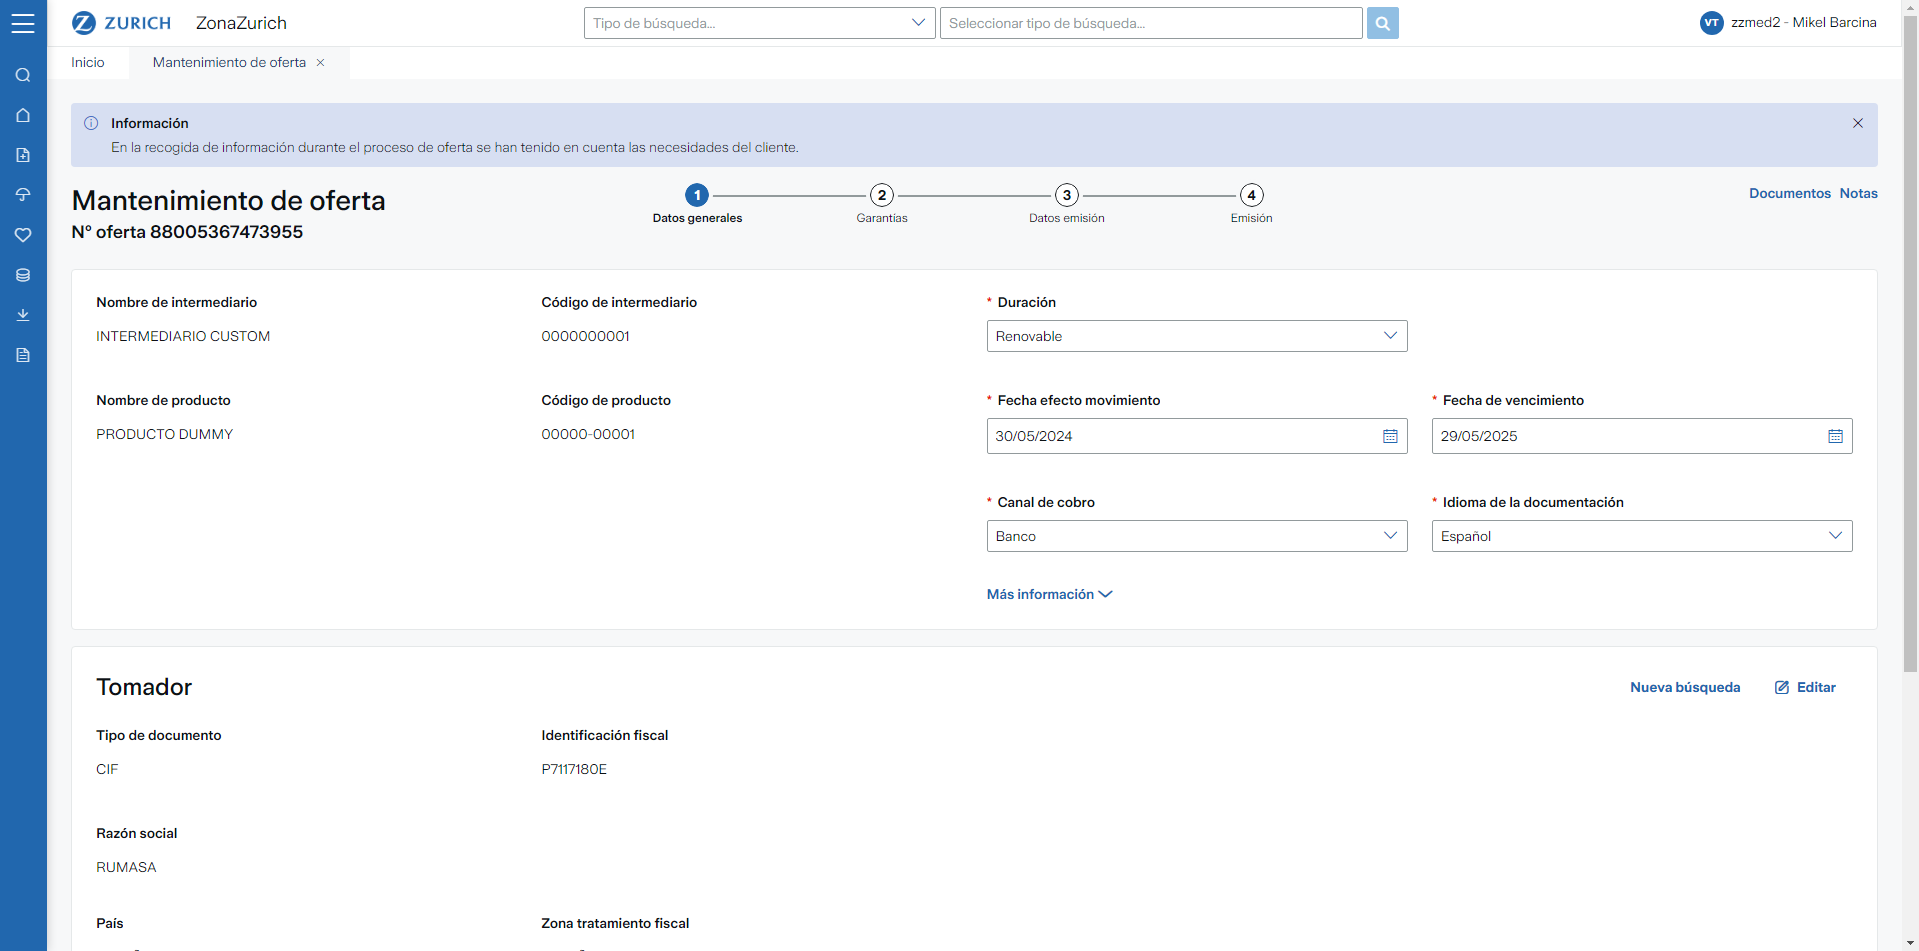 ZURICH
ZonaZurich
Tipo de búsqueda...
Seleccionar tipo de búsqueda...
VT
zzmed2 - Mikel Barcina
Inicio
Mantenimiento de oferta
Información
En la recogida de información durante el proceso de oferta se han tenido en cuenta las necesidades del cliente.
Mantenimiento de oferta
Nº oferta 88005367473955
1
Datos generales
2
Garantías
3
Datos emisión
4
Emisión
Documentos
Notas
Nombre de intermediario
INTERMEDIARIO CUSTOM
Código de intermediario
0000000001
* Duración
Renovable
Nombre de producto
PRODUCTO DUMMY
Código de producto
00000-00001
* Fecha efecto movimiento
30/05/2024
* Fecha de vencimiento
29/05/2025
* Canal de cobro
Banco
* Idioma de la documentación
Español
Más información
Tomador
Nueva búsqueda
Editar
Tipo de documento
CIF
Identificación fiscal
P7117180E
Razón social
RUMASA
País
Zona tratamiento fiscal